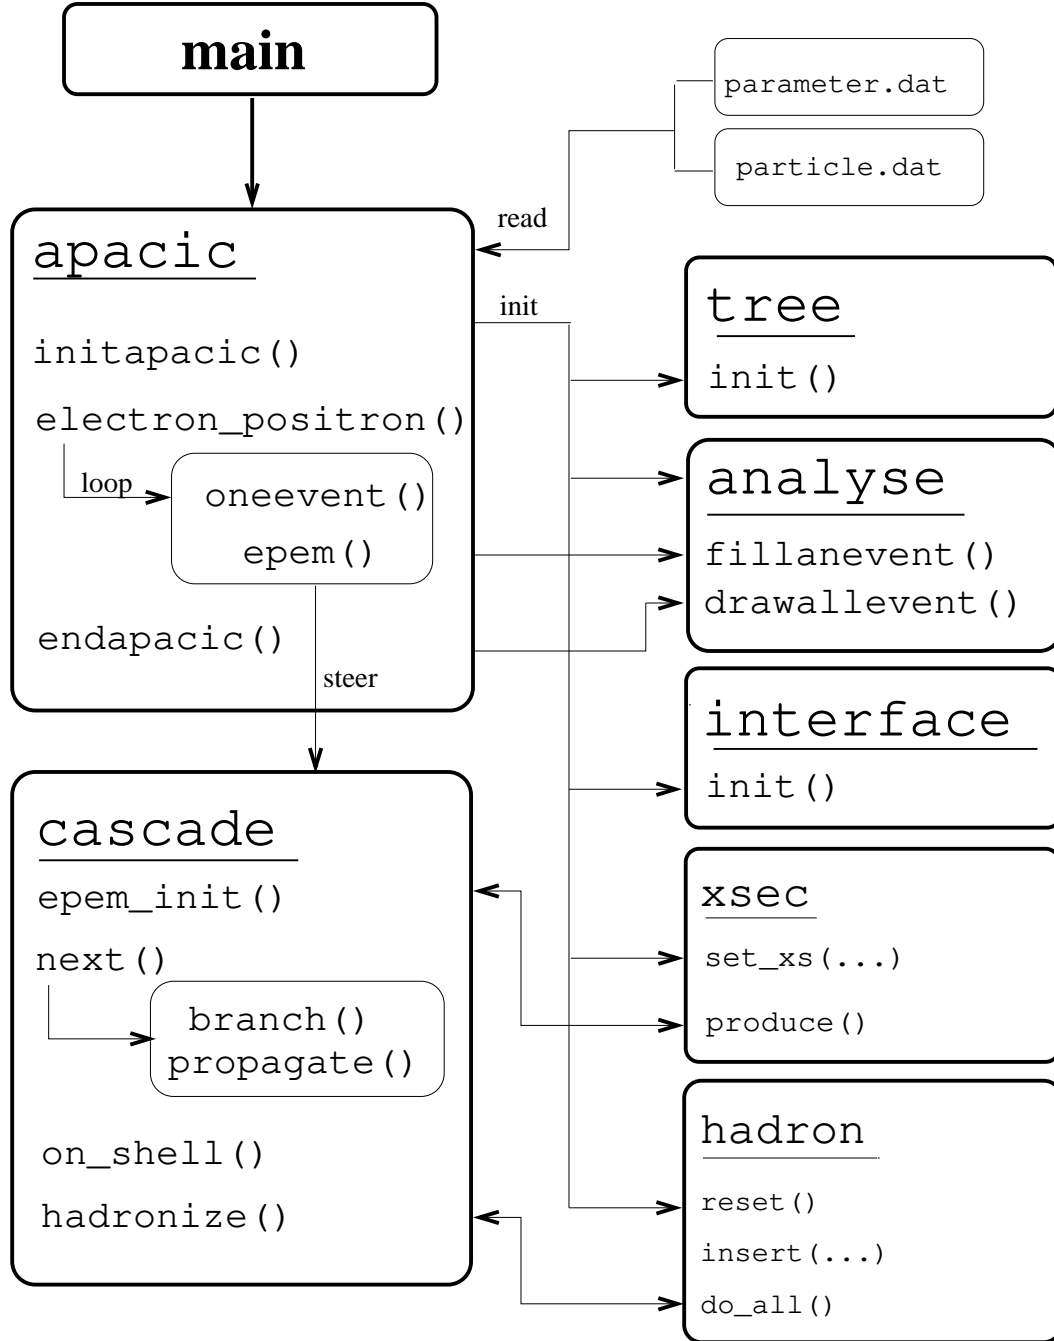 main
parameter.dat
particle.dat
read
apacic
init
initapacic()
electron_positron()
loop
oneevent()
epem()
endapacic()
steer
tree
init()
analyse
fillanevent()
drawallevent()
interface
init()
cascade
epem_init()
next()
branch()
propagate()
on_shell()
hadronize()
xsec
set_xs(...)
produce()
hadron
reset()
insert(...)
do_all()